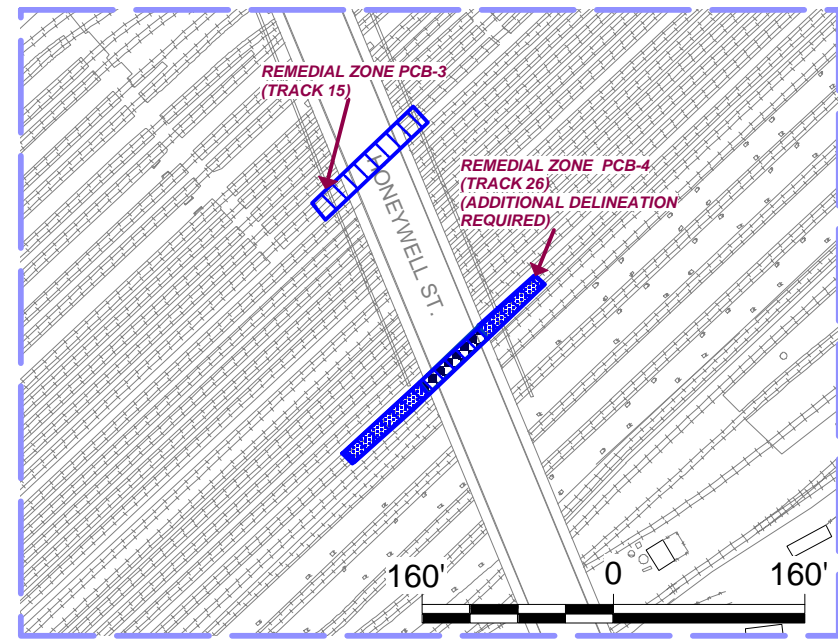 REMEDIAL ZONE PCB-3
(TRACK 15)
REMEDIAL ZONE PCB-4
(TRACK 26)
(ADDITIONAL DELINEATION
REQUIRED)
HONEYWELL ST.
160' 0 160'